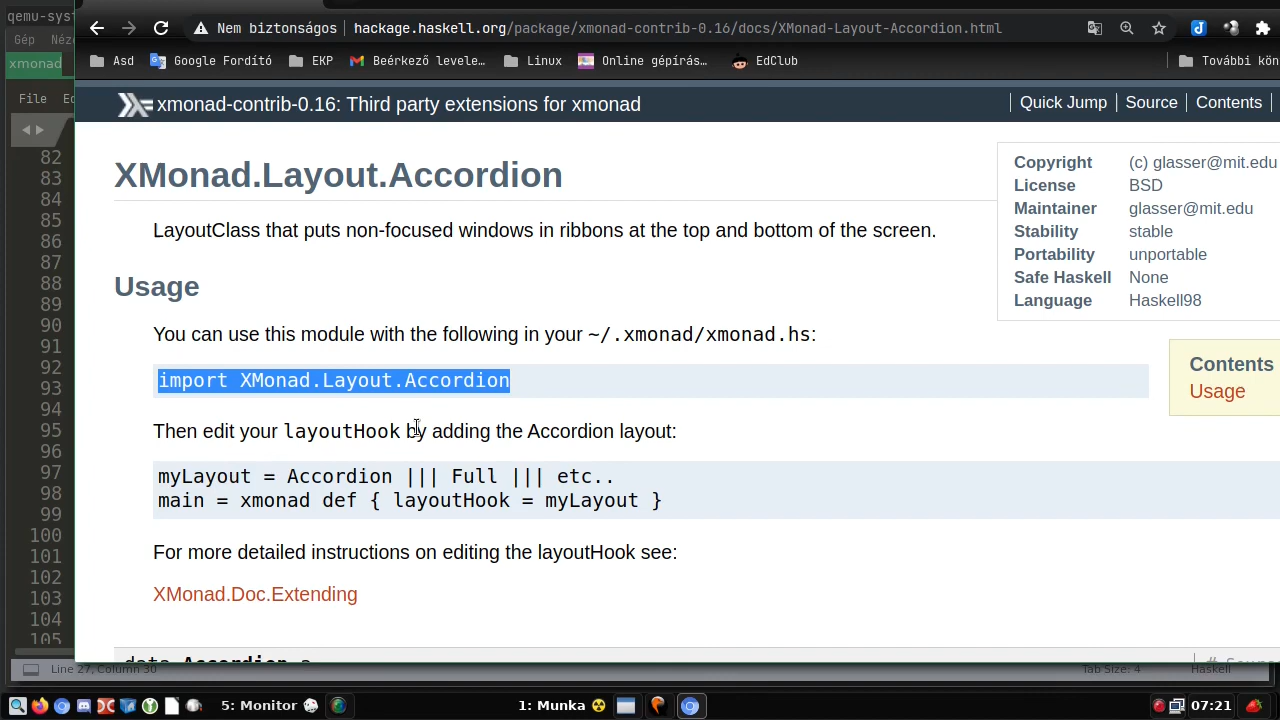 qemu-syst
Gép Néze
xmonad
File Ed
82
83
84
85
86
87
88
89
90
91
92
93
94
95
96
97
98
99
100
101
102
103
104
105
Line 27, Column 30
Tab Size: 4
Haskell
Nem biztonságos
hackage.haskell.org/package/xmonad-contrib-0.16/docs/XMonad-Layout-Accordion.html
Asd Google Fordító EKP Beérkező levele… Linux Online gépírás… EdClub További kön
xmonad-contrib-0.16: Third party extensions for xmonad
Quick Jump Source Contents
XMonad.Layout.Accordion
Copyright (c) glasser@mit.edu
License BSD
Maintainer glasser@mit.edu
Stability stable
Portability unportable
Safe Haskell None
Language Haskell98
LayoutClass that puts non-focused windows in ribbons at the top and bottom of the screen.
Usage
Contents
Usage
You can use this module with the following in your ~/.xmonad/xmonad.hs:
import XMonad.Layout.Accordion
Then edit your layoutHook by adding the Accordion layout:
myLayout = Accordion ||| Full ||| etc..
main = xmonad def { layoutHook = myLayout }
For more detailed instructions on editing the layoutHook see:
XMonad.Doc.Extending
data Accordion a
5: Monitor
1: Munka
07:21